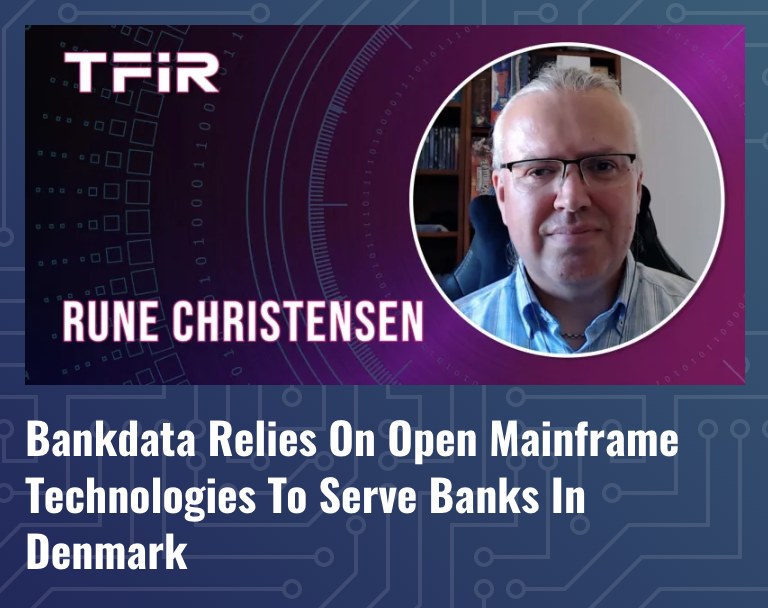 TFiR
RUNE CHRISTENSEN
Bankdata Relies On Open Mainframe
Technologies To Serve Banks In
Denmark